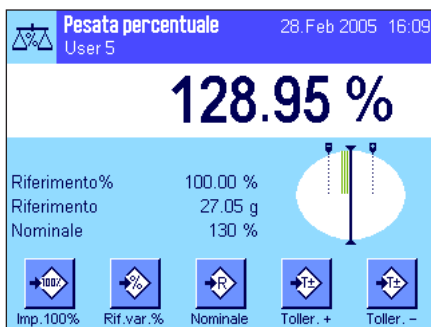 Pesata percentuale 28.Feb 2005 16:09
User 5
128.95 %
Riferimento% 100.00 %
Riferimento 27.05 g
Nominale 130 %
100%
%
R
T±
T±
Imp.100% Rif.var.% Nominale Toller. + Toller. −